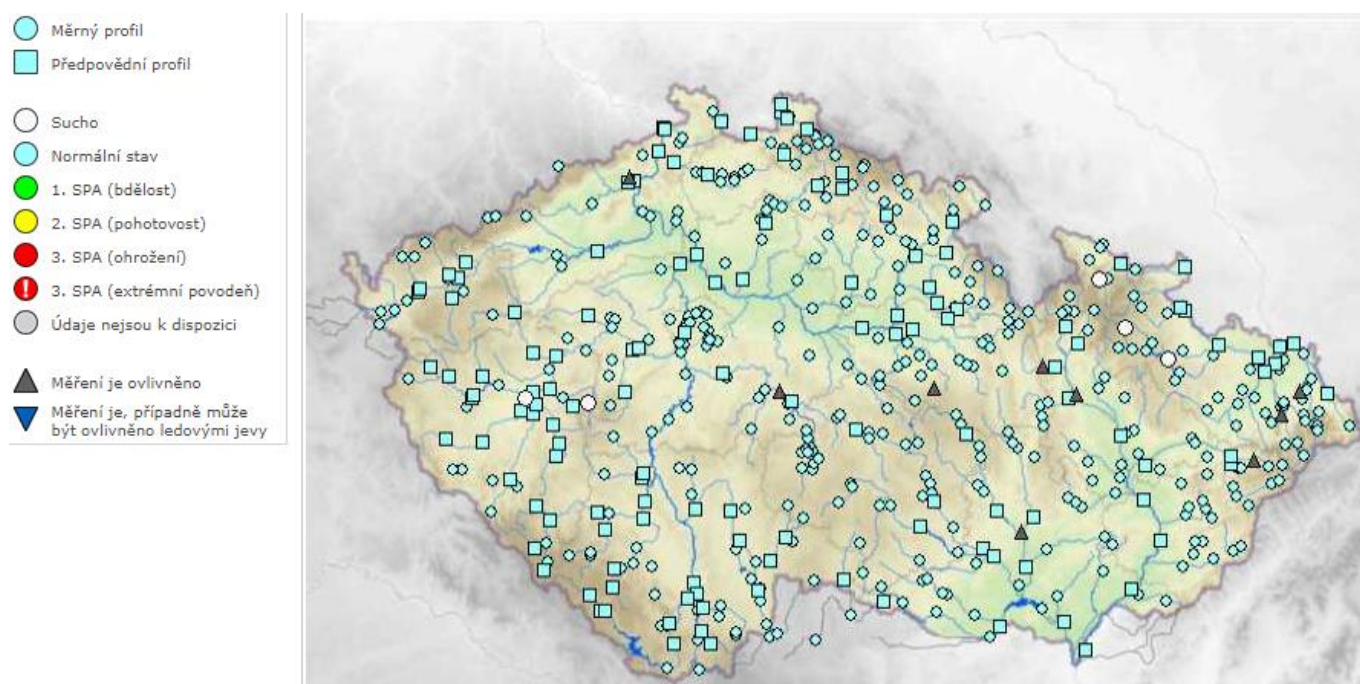 Měrný profil
Předpovědní profil
Sucho
Normální stav
1. SPA (bdělost)
2. SPA (pohotovost)
3. SPA (ohrožení)
3. SPA (extrémní povodeň)
Údaje nejsou k dispozici
Měření je ovlivněno
Měření je, případně může
být ovlivněno ledovými jevy